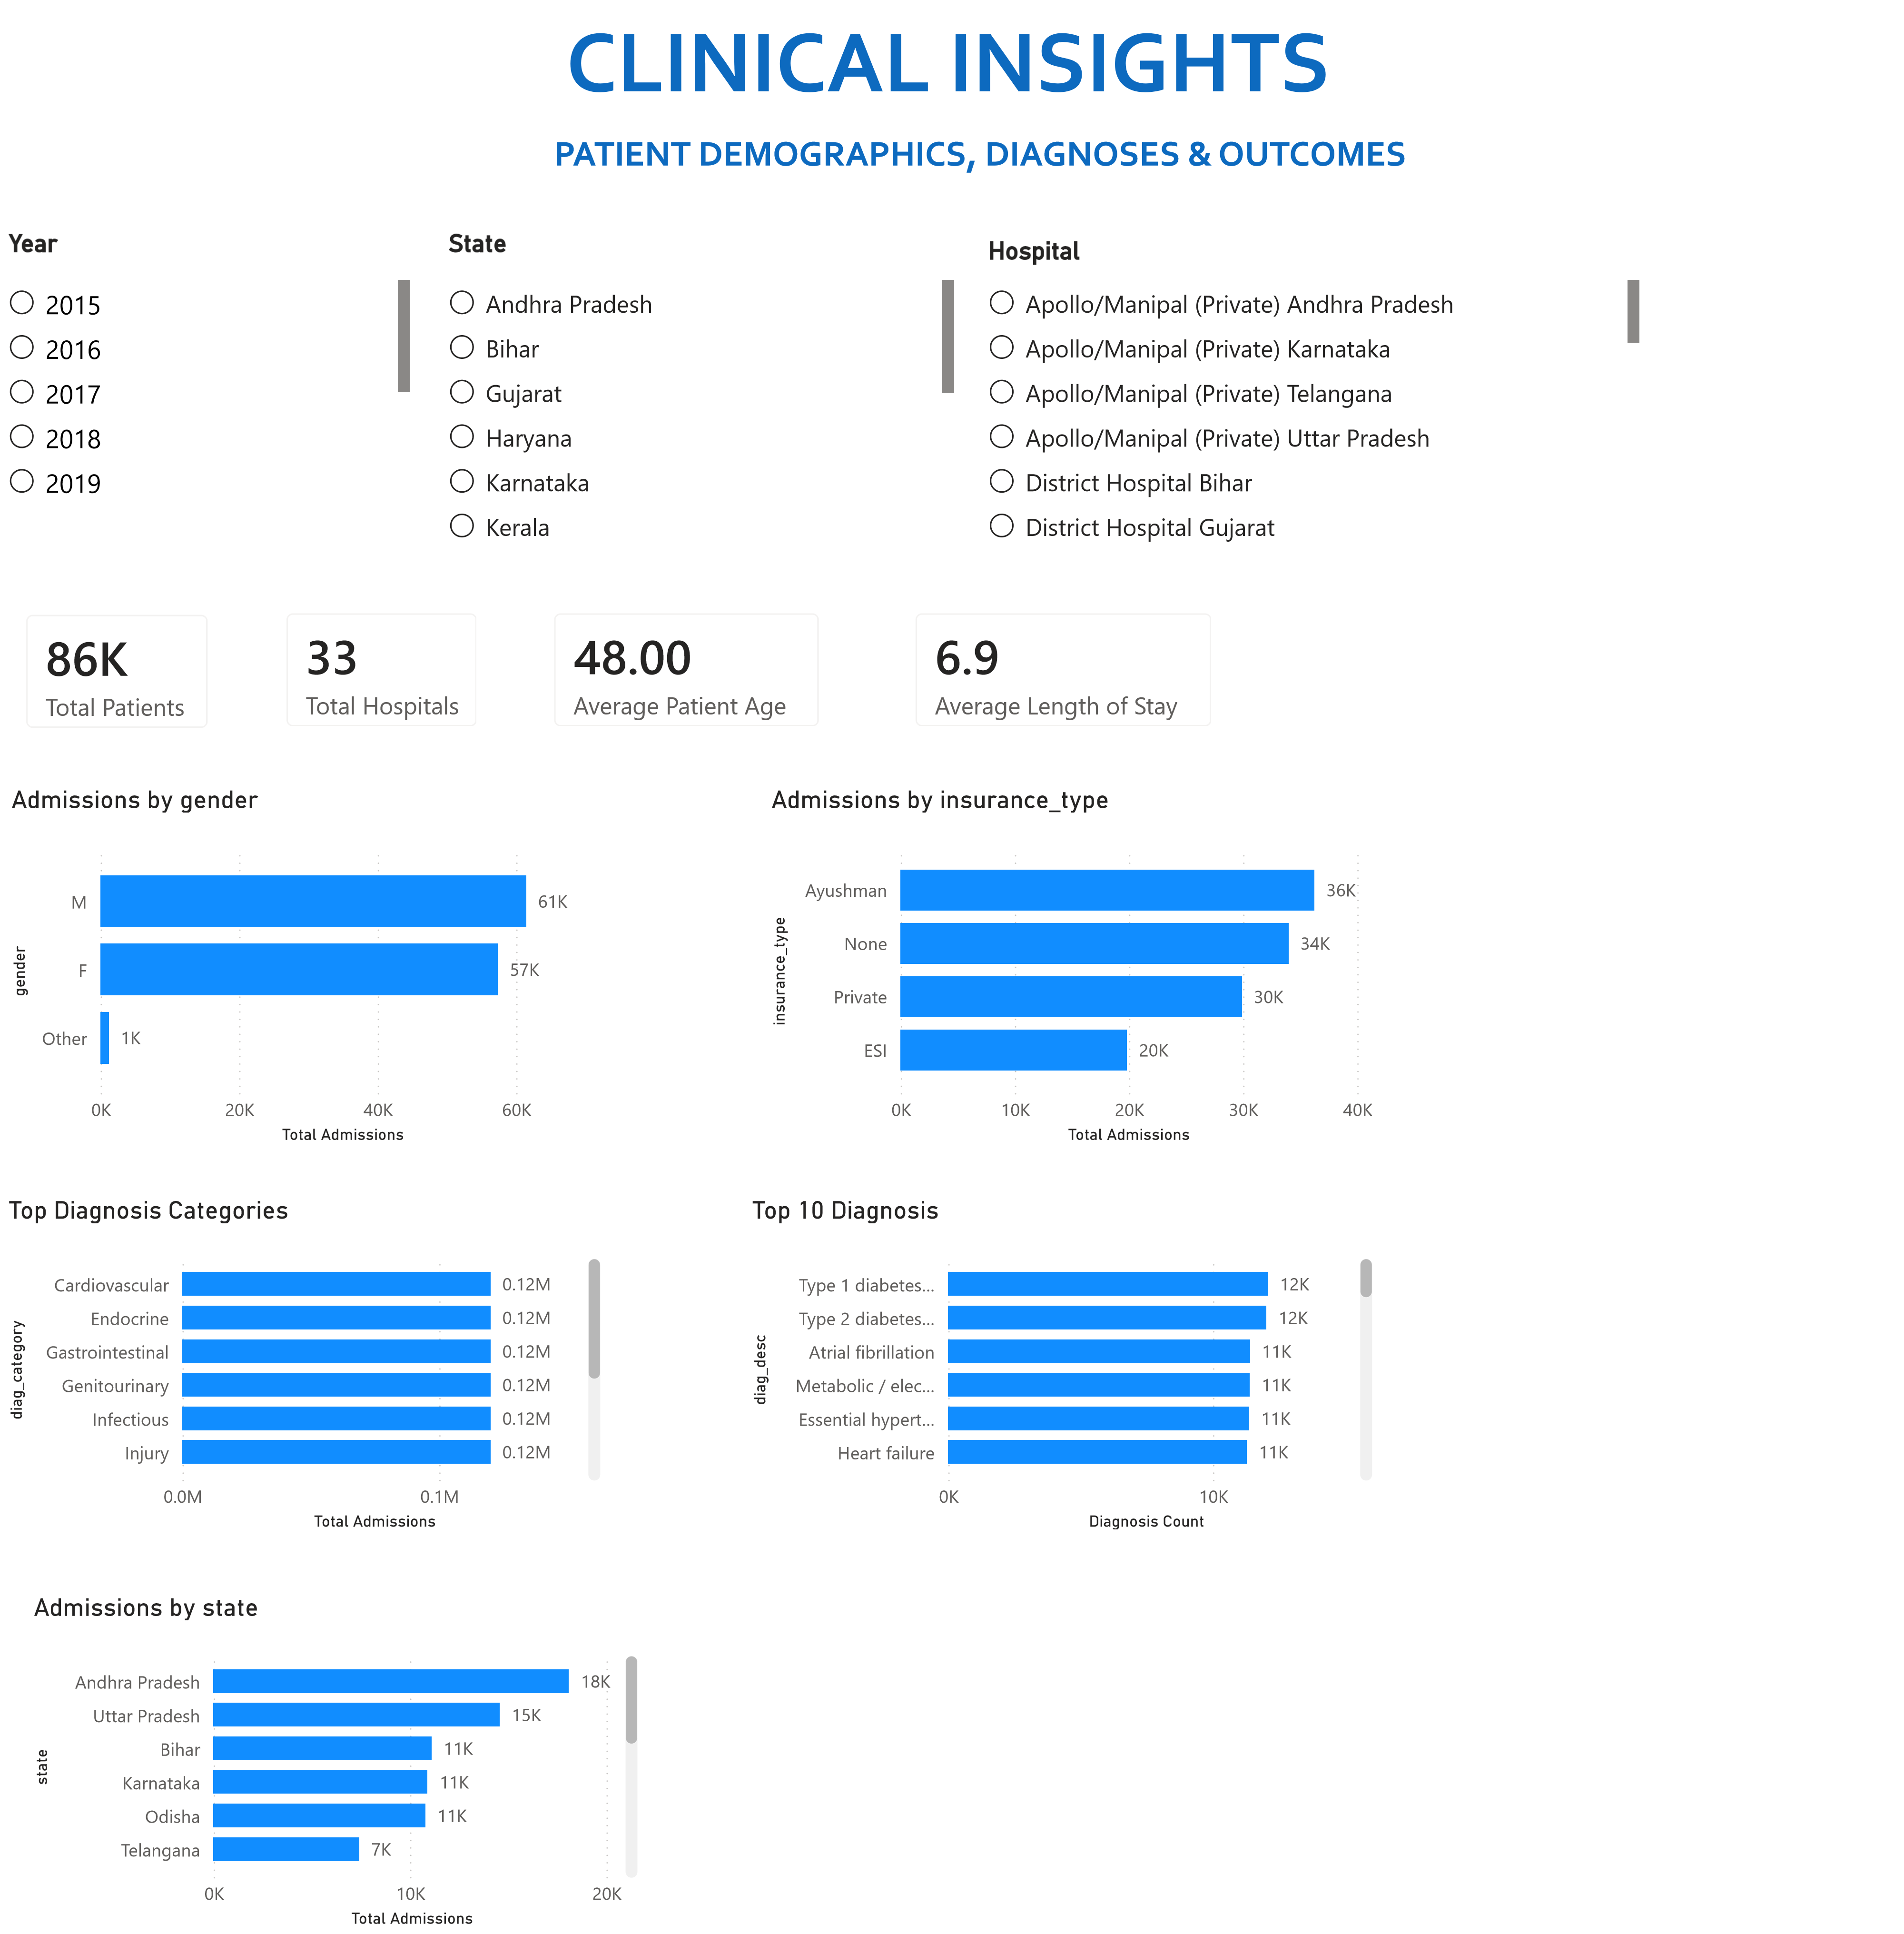 CLINICAL INSIGHTS
PATIENT DEMOGRAPHICS, DIAGNOSES & OUTCOMES
Year
2015
2016
2017
2018
2019
State
Andhra Pradesh
Bihar
Gujarat
Haryana
Karnataka
Kerala
Hospital
Apollo/Manipal (Private) Andhra Pradesh
Apollo/Manipal (Private) Karnataka
Apollo/Manipal (Private) Telangana
Apollo/Manipal (Private) Uttar Pradesh
District Hospital Bihar
District Hospital Gujarat
86K
Total Patients
33
Total Hospitals
48.00
Average Patient Age
6.9
Average Length of Stay
Admissions by gender
gender
M 61K
F 57K
Other 1K
0K 20K 40K 60K
Total Admissions
Admissions by insurance_type
insurance_type
Ayushman 36K
None 34K
Private 30K
ESI 20K
0K 10K 20K 30K 40K
Total Admissions
Top Diagnosis Categories
diag_category
Cardiovascular 0.12M
Endocrine 0.12M
Gastrointestinal 0.12M
Genitourinary 0.12M
Infectious 0.12M
Injury 0.12M
0.0M 0.1M
Total Admissions
Top 10 Diagnosis
diag_desc
Type 1 diabetes... 12K
Type 2 diabetes... 12K
Atrial fibrillation 11K
Metabolic / elec... 11K
Essential hypert... 11K
Heart failure 11K
0K 10K
Diagnosis Count
Admissions by state
state
Andhra Pradesh 18K
Uttar Pradesh 15K
Bihar 11K
Karnataka 11K
Odisha 11K
Telangana 7K
0K 10K 20K
Total Admissions